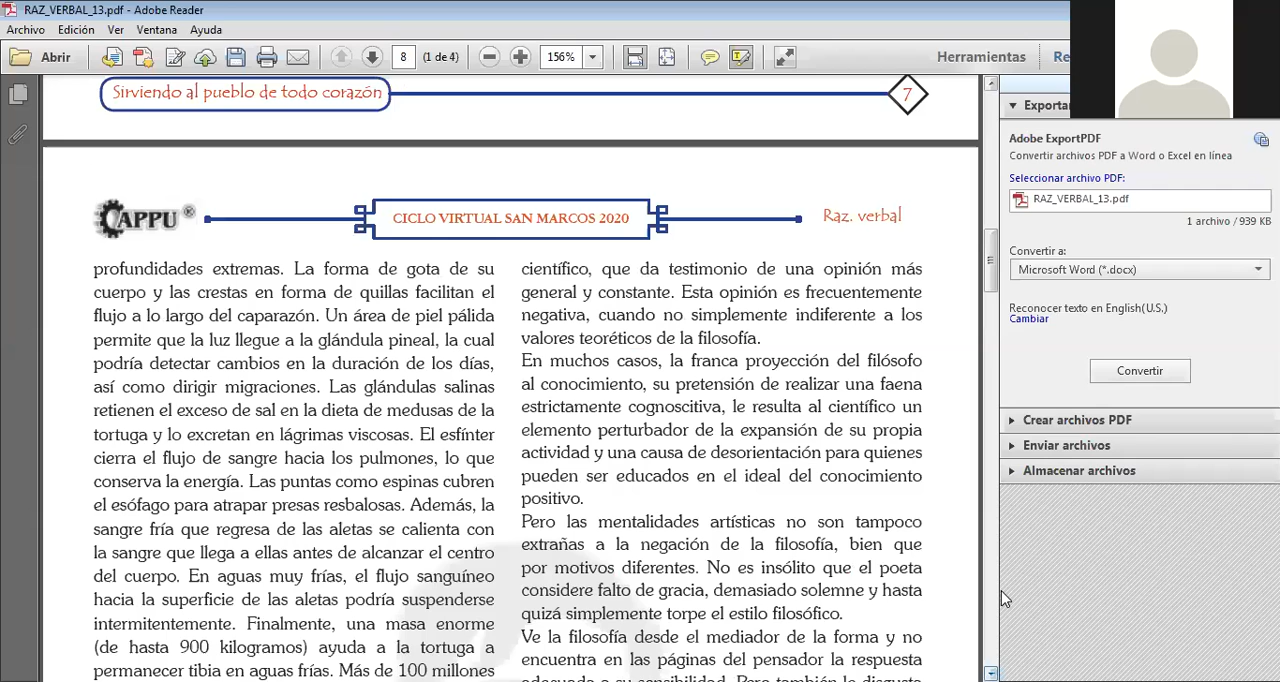 RAZ_VERBAL_13.pdf - Adobe Reader
Archivo Edición Ver Ventana Ayuda
Abrir
8 (1 de 4)
156%
Herramientas
Sirviendo al pueblo de todo corazón
7
CAPPU ®
CICLO VIRTUAL SAN MARCOS 2020
Raz. verbal
profundidades extremas. La forma de gota de su
cuerpo y las crestas en forma de quillas facilitan el
flujo a lo largo del caparazón. Un área de piel pálida
permite que la luz llegue a la glándula pineal, la cual
podría detectar cambios en la duración de los días,
así como dirigir migraciones. Las glándulas salinas
retienen el exceso de sal en la dieta de medusas de la
tortuga y lo excretan en lágrimas viscosas. El esfínter
cierra el flujo de sangre hacia los pulmones, lo que
conserva la energía. Las puntas como espinas cubren
el esófago para atrapar presas resbalosas. Además, la
sangre fría que regresa de las aletas se calienta con
la sangre que llega a ellas antes de alcanzar el centro
del cuerpo. En aguas muy frías, el flujo sanguíneo
hacia la superficie de las aletas podría suspenderse
intermitentemente. Finalmente, una masa enorme
(de hasta 900 kilogramos) ayuda a la tortuga a
permanecer tibia en aguas frías. Más de 100 millones
científico, que da testimonio de una opinión más
general y constante. Esta opinión es frecuentemente
negativa, cuando no simplemente indiferente a los
valores teoréticos de la filosofía.
En muchos casos, la franca proyección del filósofo
al conocimiento, su pretensión de realizar una faena
estrictamente cognoscitiva, le resulta al científico un
elemento perturbador de la expansión de su propia
actividad y una causa de desorientación para quienes
pueden ser educados en el ideal del conocimiento
positivo.
Pero las mentalidades artísticas no son tampoco
extrañas a la negación de la filosofía, bien que
por motivos diferentes. No es insólito que el poeta
considere falto de gracia, demasiado solemne y hasta
quizá simplemente torpe el estilo filosófico.
Ve la filosofía desde el mediador de la forma y no
encuentra en las páginas del pensador la respuesta
Exportar
Adobe ExportPDF
Convertir archivos PDF a Word o Excel en línea
Seleccionar archivo PDF:
RAZ_VERBAL_13.pdf
1 archivo / 939 KB
Convertir a:
Microsoft Word (*.docx)
Reconocer texto en English(U.S.)
Cambiar
Convertir
Crear archivos PDF
Enviar archivos
Almacenar archivos